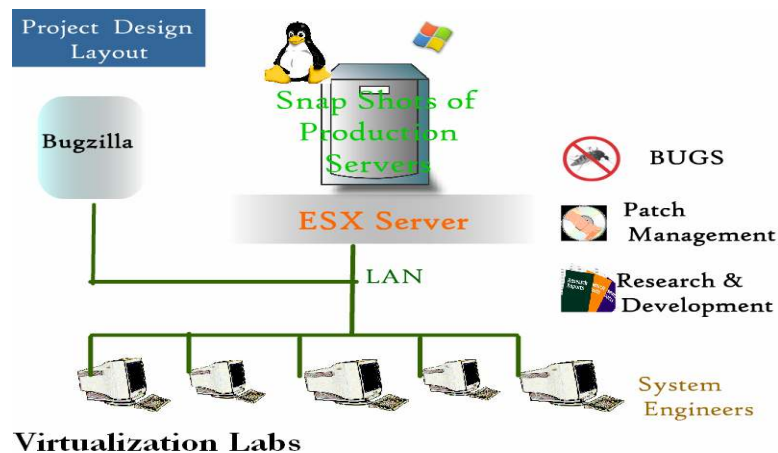 Project Design
Layout
Bugzilla
Snap Shots of
Production
Servers
ESX Server
LAN
BUGS
Patch
Management
Research &
Development
System
Engineers
Virtualization Labs